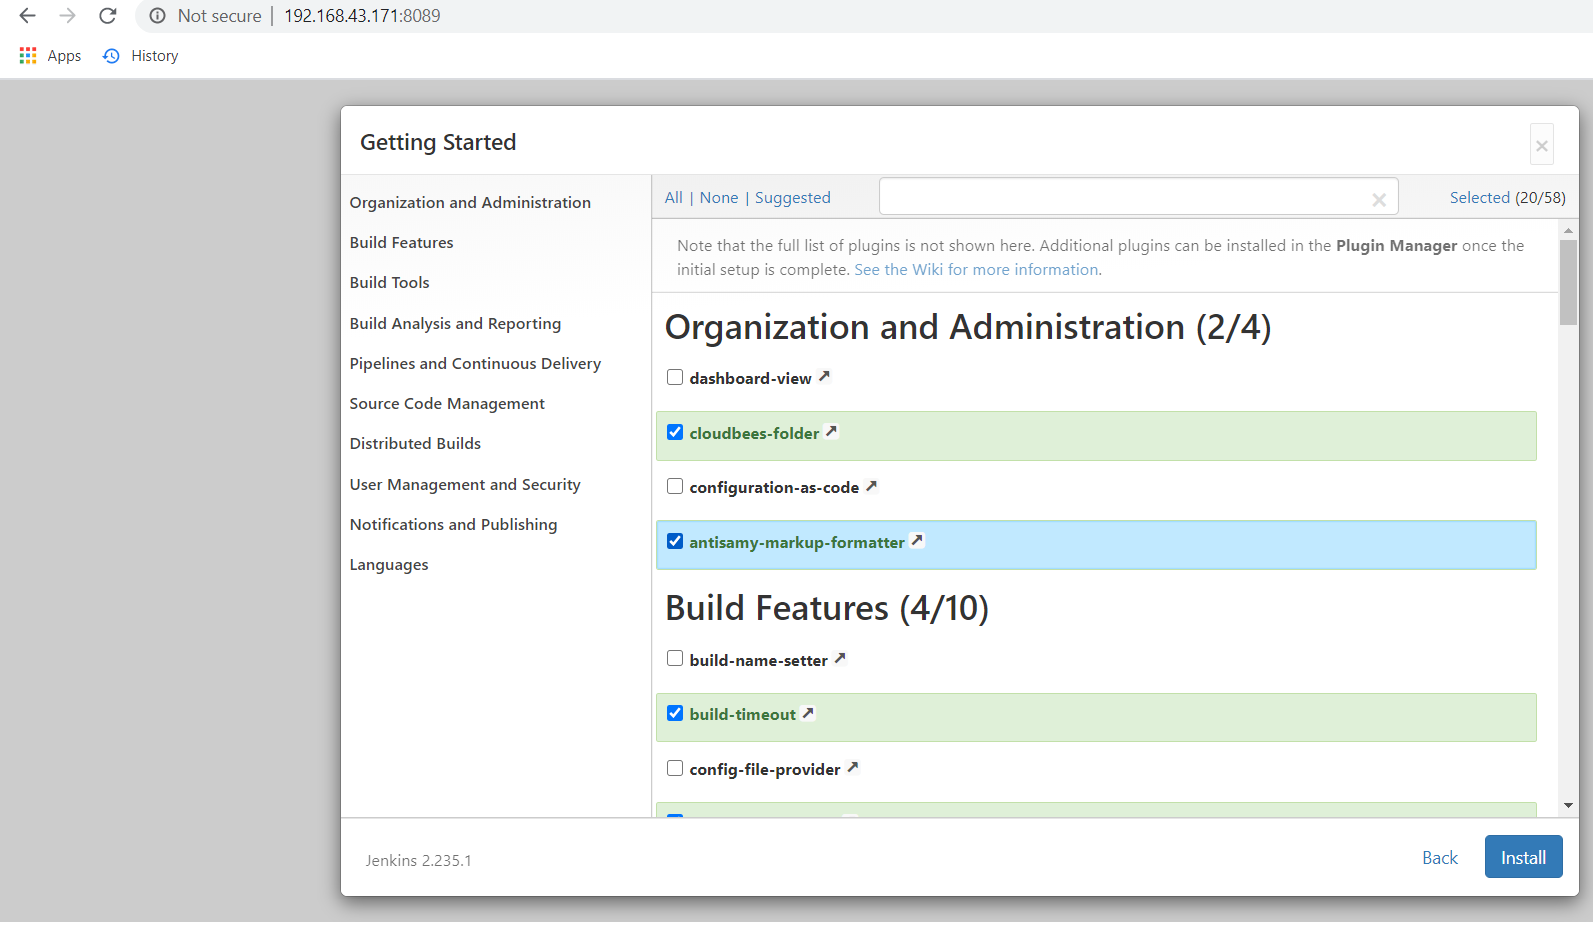 Not secure | 192.168.43.171:8089
Apps History
Getting Started
×
Organization and Administration
Build Features
Build Tools
Build Analysis and Reporting
Pipelines and Continuous Delivery
Source Code Management
Distributed Builds
User Management and Security
Notifications and Publishing
Languages
All | None | Suggested
×
Selected (20/58)
Note that the full list of plugins is not shown here. Additional plugins can be installed in the Plugin Manager once the
initial setup is complete. See the Wiki for more information.
Organization and Administration (2/4)
dashboard-view
cloudbees-folder
configuration-as-code
antisamy-markup-formatter
Build Features (4/10)
build-name-setter
build-timeout
config-file-provider
Jenkins 2.235.1
Back
Install